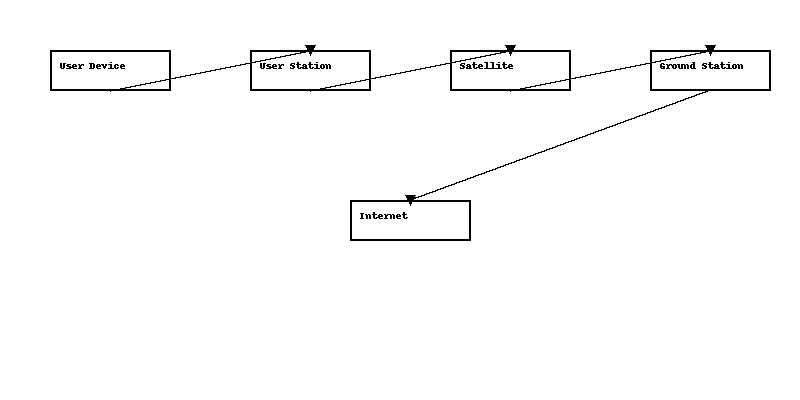 User Device
User Station
Satellite
Ground Station
Internet